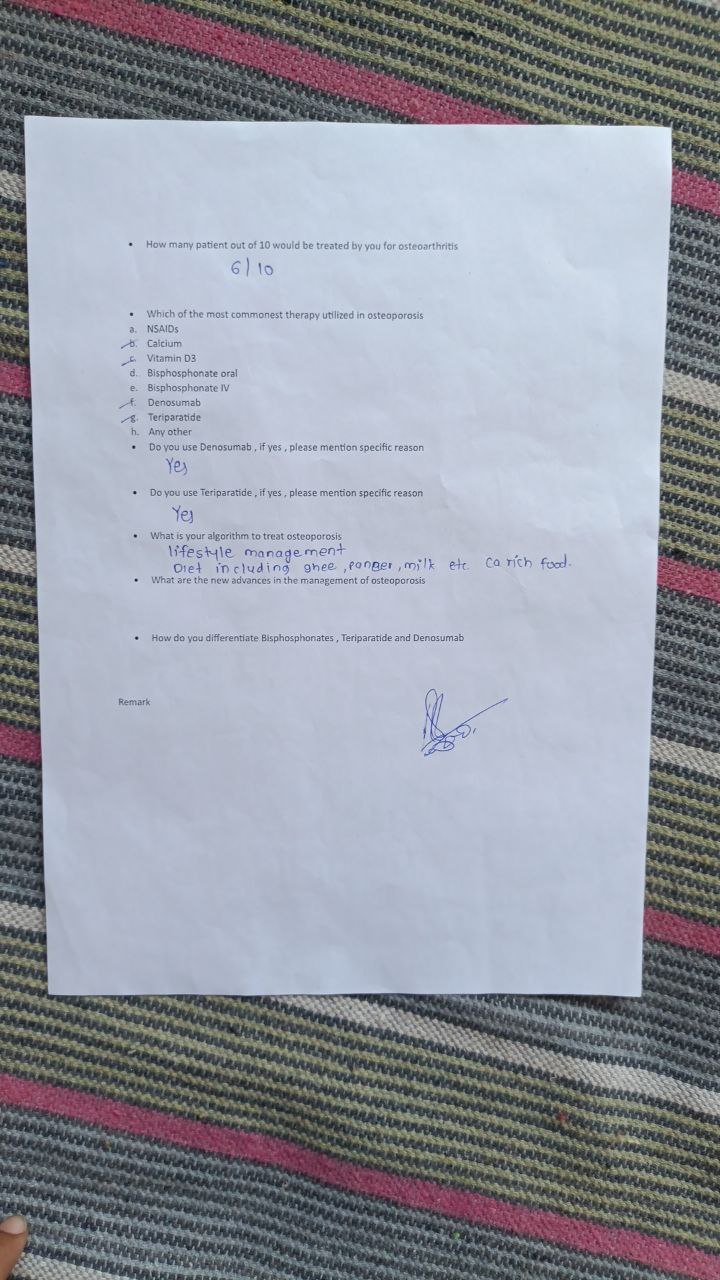 • How many patient out of 10 would be treated by you for osteoarthritis
6/10
• Which of the most commonest therapy utilized in osteoporosis
a. NSAIDs
b. Calcium
c. Vitamin D3
d. Bisphosphonate oral
e. Bisphosphonate IV
f. Denosumab
g. Teriparatide
h. Any other
• Do you use Denosumab , if yes , please mention specific reason
Yes
• Do you use Teriparatide , if yes , please mention specific reason
Yes
• What is your algorithm to treat osteoporosis
lifestyle management
Diet including ghee , paneer , milk etc. Ca rich food.
• What are the new advances in the management of osteoporosis
• How do you differentiate Bisphosphonates , Teriparatide and Denosumab
Remark